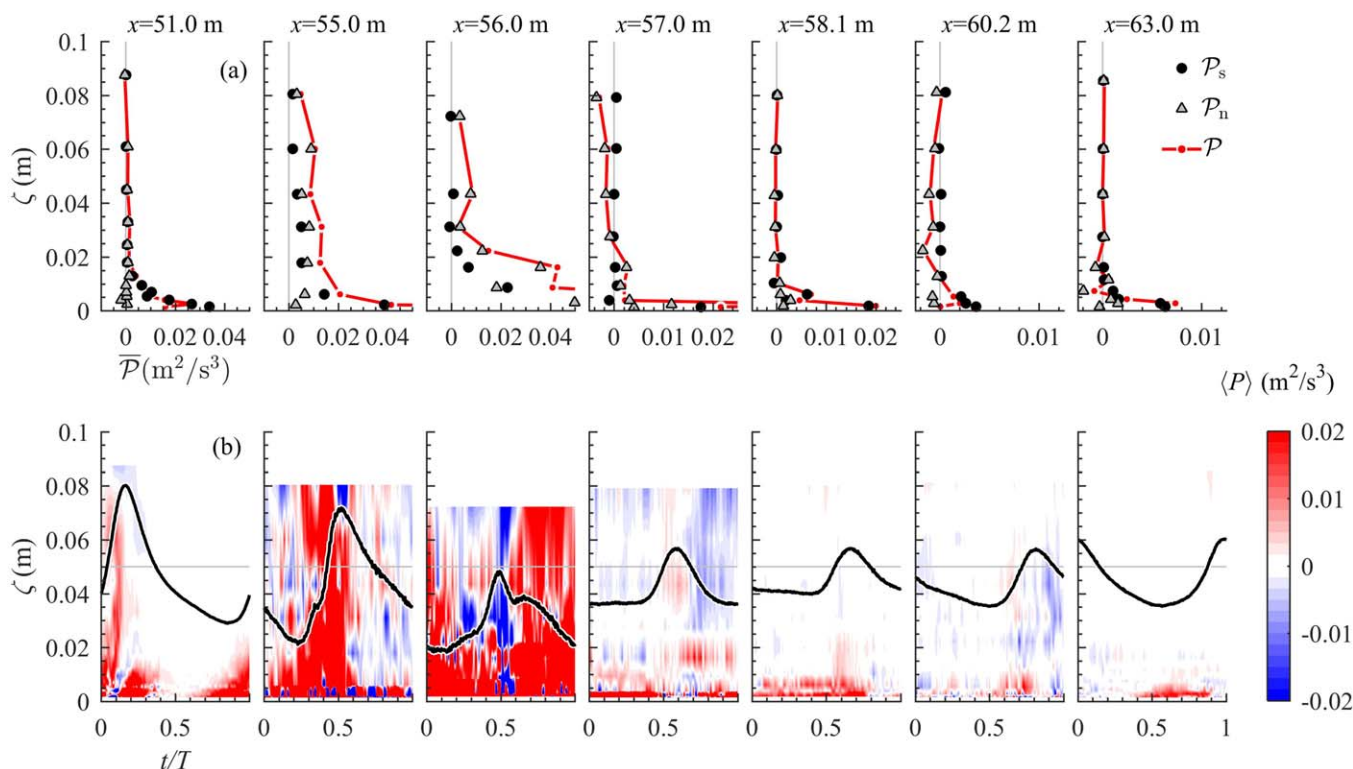 x=51.0 m x=55.0 m x=56.0 m x=57.0 m x=58.1 m x=60.2 m x=63.0 m
0.1
(a)
𝒫s
0.08
𝒫n
0.06
𝒫
ζ (m)
0.04
0.02
0
0 0.02 0.04 0 0.02 0.04 0 0.02 0.04 0 0.01 0.02 0 0.01 0.02 0 0.01 0 0.01
𝒫̅(m²/s³)
⟨P⟩ (m²/s³)
0.1
(b)
0.02
0.08
0.01
0.06
ζ (m)
0
0.04
-0.01
0.02
0
-0.02
0 0.5 0 0.5 0 0.5 0 0.5 0 0.5 0 0.5 0 0.5 1
t/T